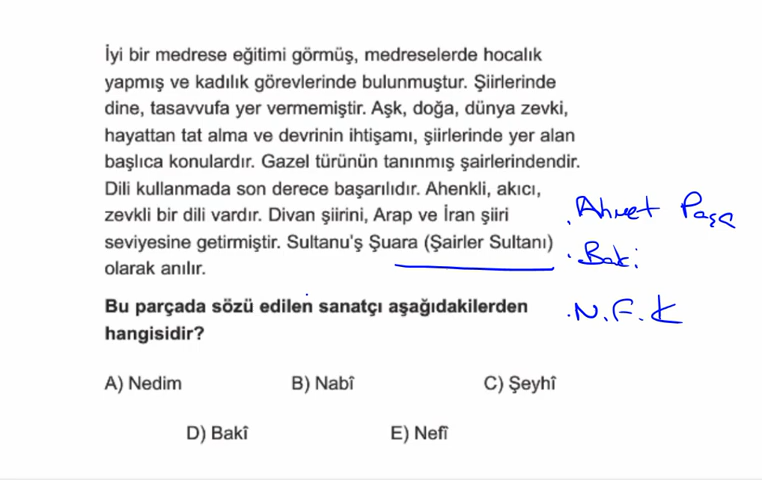 İyi bir medrese eğitimi görmüş, medreselerde hocalık
yapmış ve kadılık görevlerinde bulunmuştur. Şiirlerinde
dine, tasavvufa yer vermemiştir. Aşk, doğa, dünya zevki,
hayattan tat alma ve devrinin ihtişamı, şiirlerinde yer alan
başlıca konulardır. Gazel türünün tanınmış şairlerindendir.
Dili kullanmada son derece başarılıdır. Ahenkli, akıcı,
zevkli bir dili vardır. Divan şiirini, Arap ve İran şiiri
seviyesine getirmiştir. Sultanu's Şuara (Şairler Sultanı)
olarak anılır.
. Ahmet Paşa
. Baki
. N.F.K
Bu parçada sözü edilen sanatçı aşağıdakilerden
hangisidir?
A) Nedim B) Nabî C) Şeyhî
D) Bakî E) Nefî